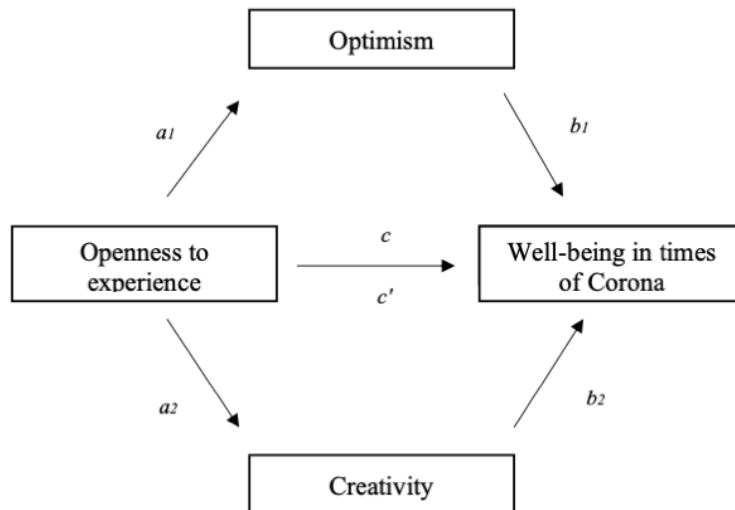 Optimism
a1
b1
Openness to
experience
c
c'
Well-being in times
of Corona
a2
b2
Creativity